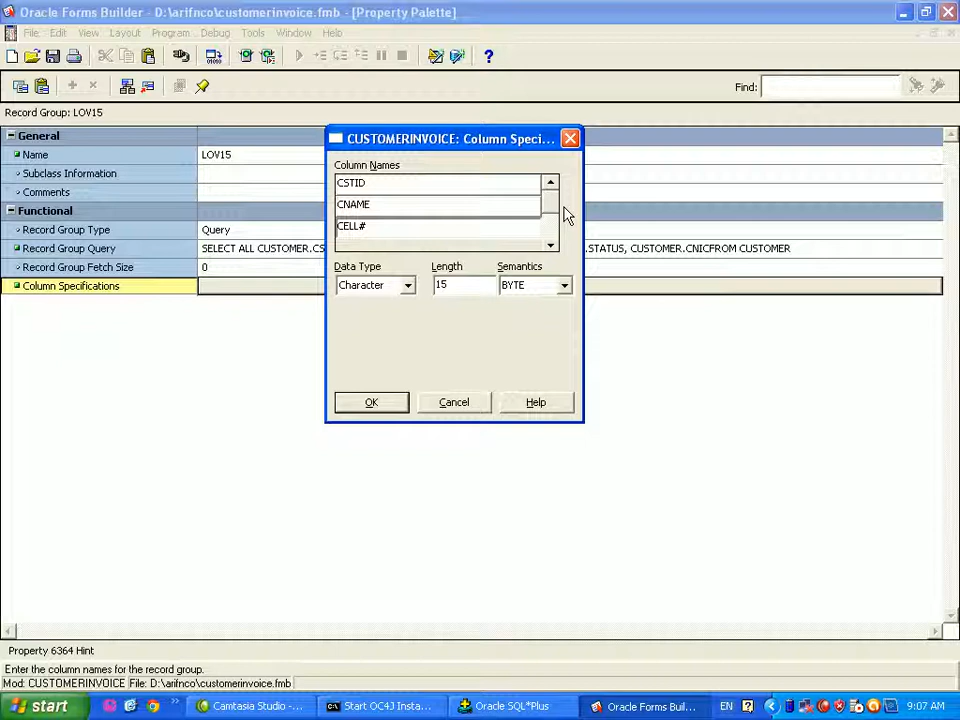 Oracle Forms Builder - D:\arifnco\customerinvoice.fmb - [Property Palette]
File Edit View Layout Program Debug Tools Window Help
Find:
Record Group: LOV15
General
Name LOV15
Subclass Information
Comments
Functional
Record Group Type Query
Record Group Query SELECT ALL CUSTOMER.CS .STATUS, CUSTOMER.CNICFROM CUSTOMER
Record Group Fetch Size 0
Column Specifications
CUSTOMERINVOICE: Column Speci...
Column Names
CSTID
CNAME
CELL#
Data Type Length Semantics
Character 15 BYTE
OK Cancel Help
Property 6364 Hint
Enter the column names for the record group.
Mod: CUSTOMERINVOICE File: D:\arifnco\customerinvoice.fmb
start Camtasia Studio - ... Start OC4J Insta... Oracle SQL*Plus Oracle Forms Buil... EN 9:07 AM